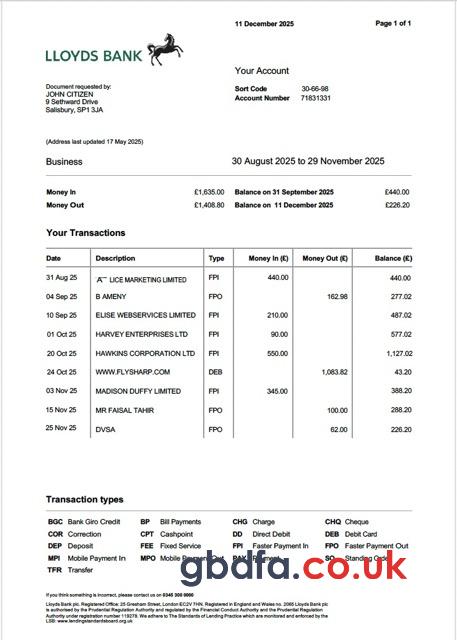 11 December 2025 Page 1 of 1
LLOYDS BANK
Your Account
Document requested by:
JOHN CITIZEN
9 Sethward Drive
Salisbury, SP1 3JA
Sort Code 30-66-98
Account Number 71831331
(Address last updated 17 May 2025)
Business 30 August 2025 to 29 November 2025
Money In £1,635.00 Balance on 31 September 2025 £440.00
Money Out £1,408.80 Balance on 11 December 2025 £226.20
Your Transactions
Date Description Type Money In (£) Money Out (£) Balance (£)
31 Aug 25 A LICE MARKETING LIMITED FPI 440.00 440.00
04 Sep 25 B AMENY FPO 162.98 277.02
10 Sep 25 ELISE WEBSERVICES LIMITED FPI 210.00 487.02
01 Oct 25 HARVEY ENTERPRISES LTD FPI 90.00 577.02
20 Oct 25 HAWKINS CORPORATION LTD FPI 550.00 1,127.02
24 Oct 25 WWW.FLYSHARP.COM DEB 1,083.82 43.20
03 Nov 25 MADISON DUFFY LIMITED FPI 345.00 388.20
15 Nov 25 MR FAISAL TAHIR FPO 100.00 288.20
25 Nov 25 DVSA FPO 62.00 226.20
Transaction types
BGC Bank Giro Credit BP Bill Payments CHG Charge CHQ Cheque
COR Correction CPT Cashpoint DD Direct Debit DEB Debit Card
DEP Deposit FEE Fixed Service FPI Faster Payment In FPO Faster Payment Out
MPI Mobile Payment In MPO Mobile Payment Out PAY Payment SO Standing Order
TFR Transfer
gbdfa.co.uk
If you think something is incorrect, please contact us on 0345 300 0000
Lloyds Bank plc. Registered Office: 25 Gresham Street, London EC2V 7HN. Registered in England and Wales no. 2065 Lloyds Bank plc
is authorised by the Prudential Regulation Authority and regulated by the Financial Conduct Authority and the Prudential Regulation
Authority under registration number 119278. We adhere to The Standards of Lending Practice which are monitored and enforced by the
LSB: www.lendingstandardsboard.org.uk